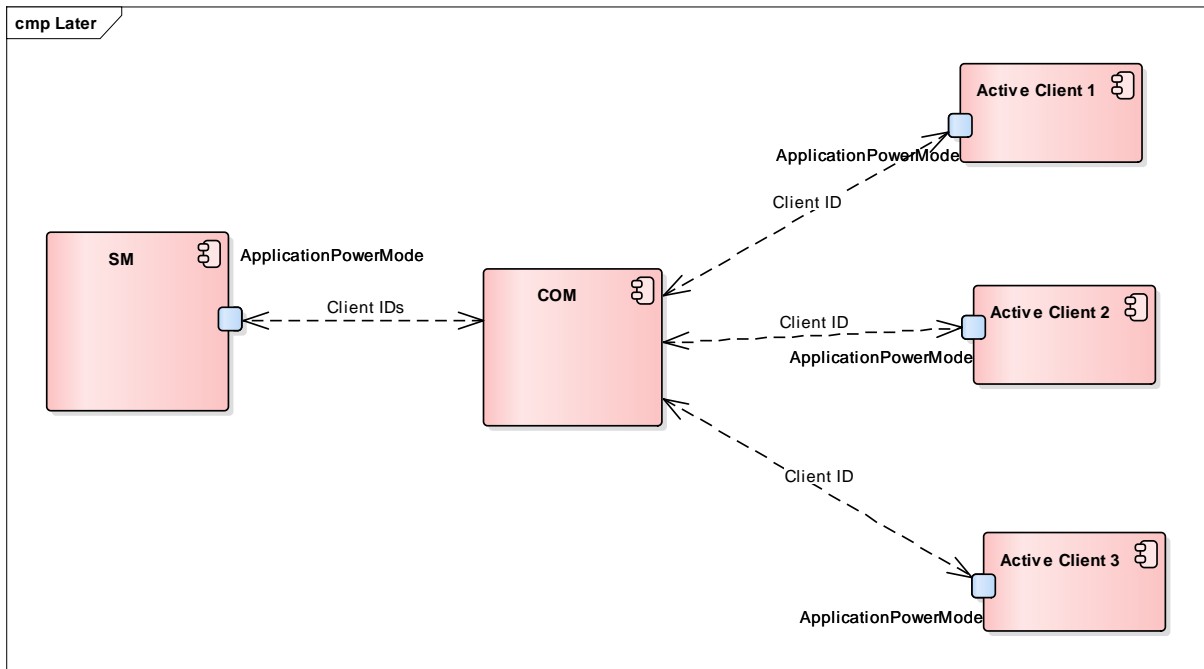 cmp Later
Active Client 1
ApplicationPowerMode
Client ID
SM
ApplicationPowerMode
Client IDs
COM
Client ID
Active Client 2
ApplicationPowerMode
Client ID
Active Client 3
ApplicationPowerMode